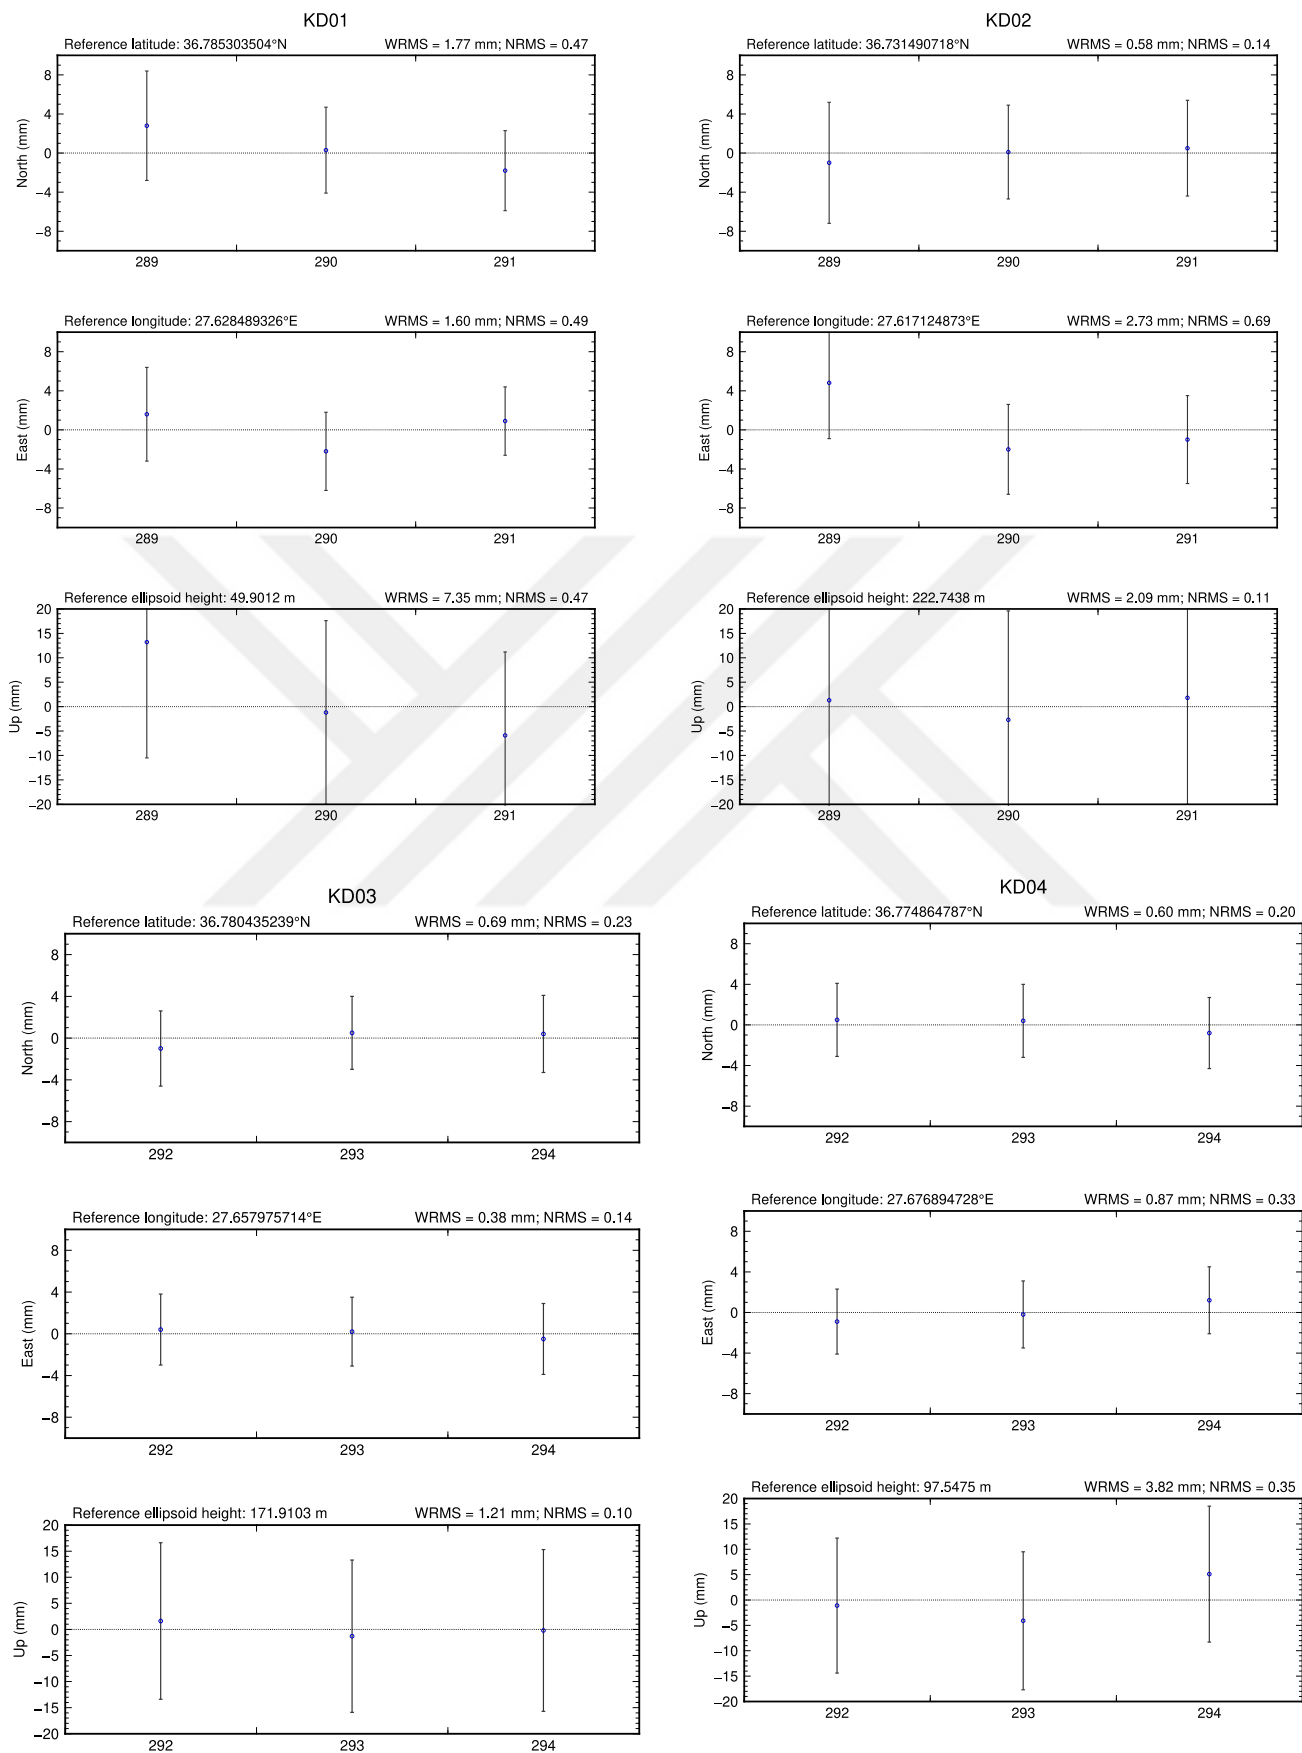 KD01
Reference latitude: 36.785303504°N WRMS = 1.77 mm; NRMS = 0.47
8
4
0
−4
−8
North (mm)
289 290 291
Reference longitude: 27.628489326°E WRMS = 1.60 mm; NRMS = 0.49
8
4
0
−4
−8
East (mm)
289 290 291
Reference ellipsoid height: 49.9012 m WRMS = 7.35 mm; NRMS = 0.47
20
15
10
5
0
−5
−10
−15
−20
Up (mm)
289 290 291
KD02
Reference latitude: 36.731490718°N WRMS = 0.58 mm; NRMS = 0.14
8
4
0
−4
−8
North (mm)
289 290 291
Reference longitude: 27.617124873°E WRMS = 2.73 mm; NRMS = 0.69
8
4
0
−4
−8
East (mm)
289 290 291
Reference ellipsoid height: 222.7438 m WRMS = 2.09 mm; NRMS = 0.11
20
15
10
5
0
−5
−10
−15
−20
Up (mm)
289 290 291
KD03
Reference latitude: 36.780435239°N WRMS = 0.69 mm; NRMS = 0.23
8
4
0
−4
−8
North (mm)
292 293 294
Reference longitude: 27.657975714°E WRMS = 0.38 mm; NRMS = 0.14
8
4
0
−4
−8
East (mm)
292 293 294
Reference ellipsoid height: 171.9103 m WRMS = 1.21 mm; NRMS = 0.10
20
15
10
5
0
−5
−10
−15
−20
Up (mm)
292 293 294
KD04
Reference latitude: 36.774864787°N WRMS = 0.60 mm; NRMS = 0.20
8
4
0
−4
−8
North (mm)
292 293 294
Reference longitude: 27.676894728°E WRMS = 0.87 mm; NRMS = 0.33
8
4
0
−4
−8
East (mm)
292 293 294
Reference ellipsoid height: 97.5475 m WRMS = 3.82 mm; NRMS = 0.35
20
15
10
5
0
−5
−10
−15
−20
Up (mm)
292 293 294